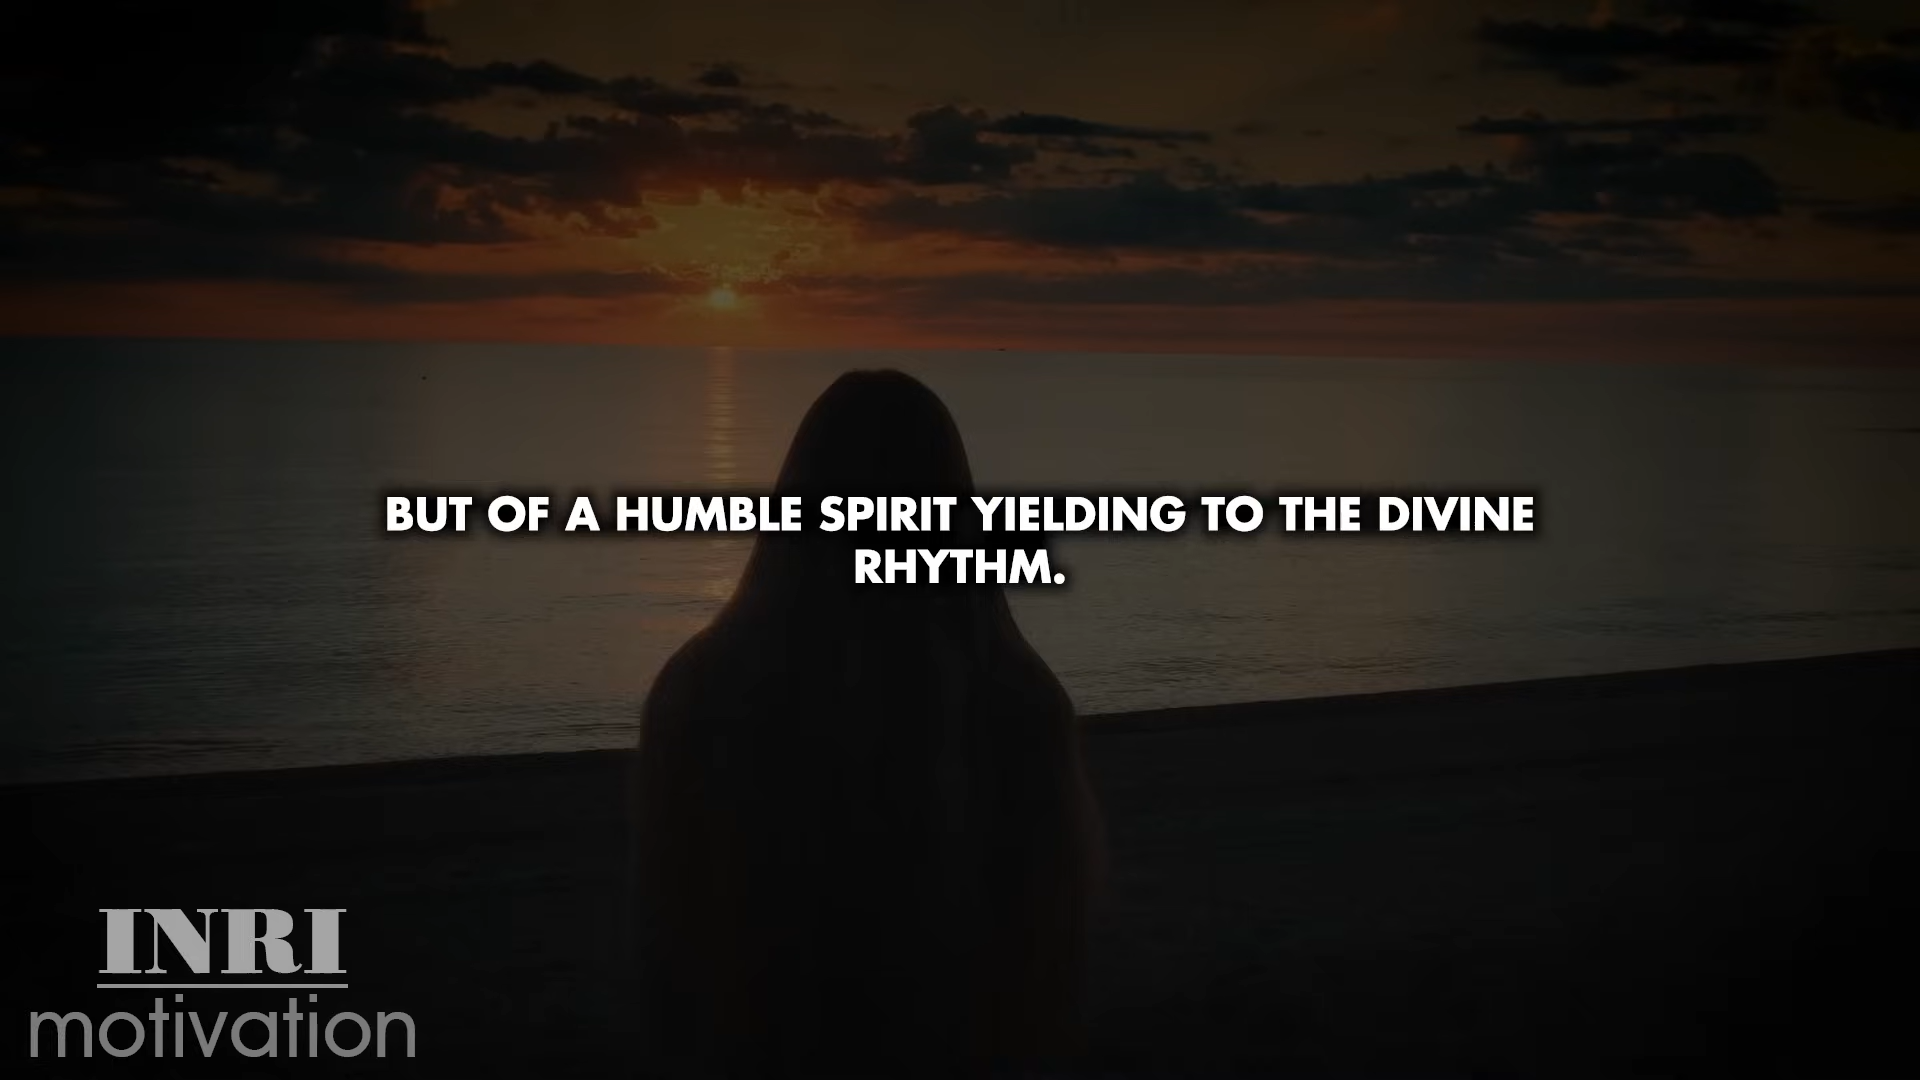 BUT OF A HUMBLE SPIRIT YIELDING TO THE DIVINE
RHYTHM.
INRI
motivation